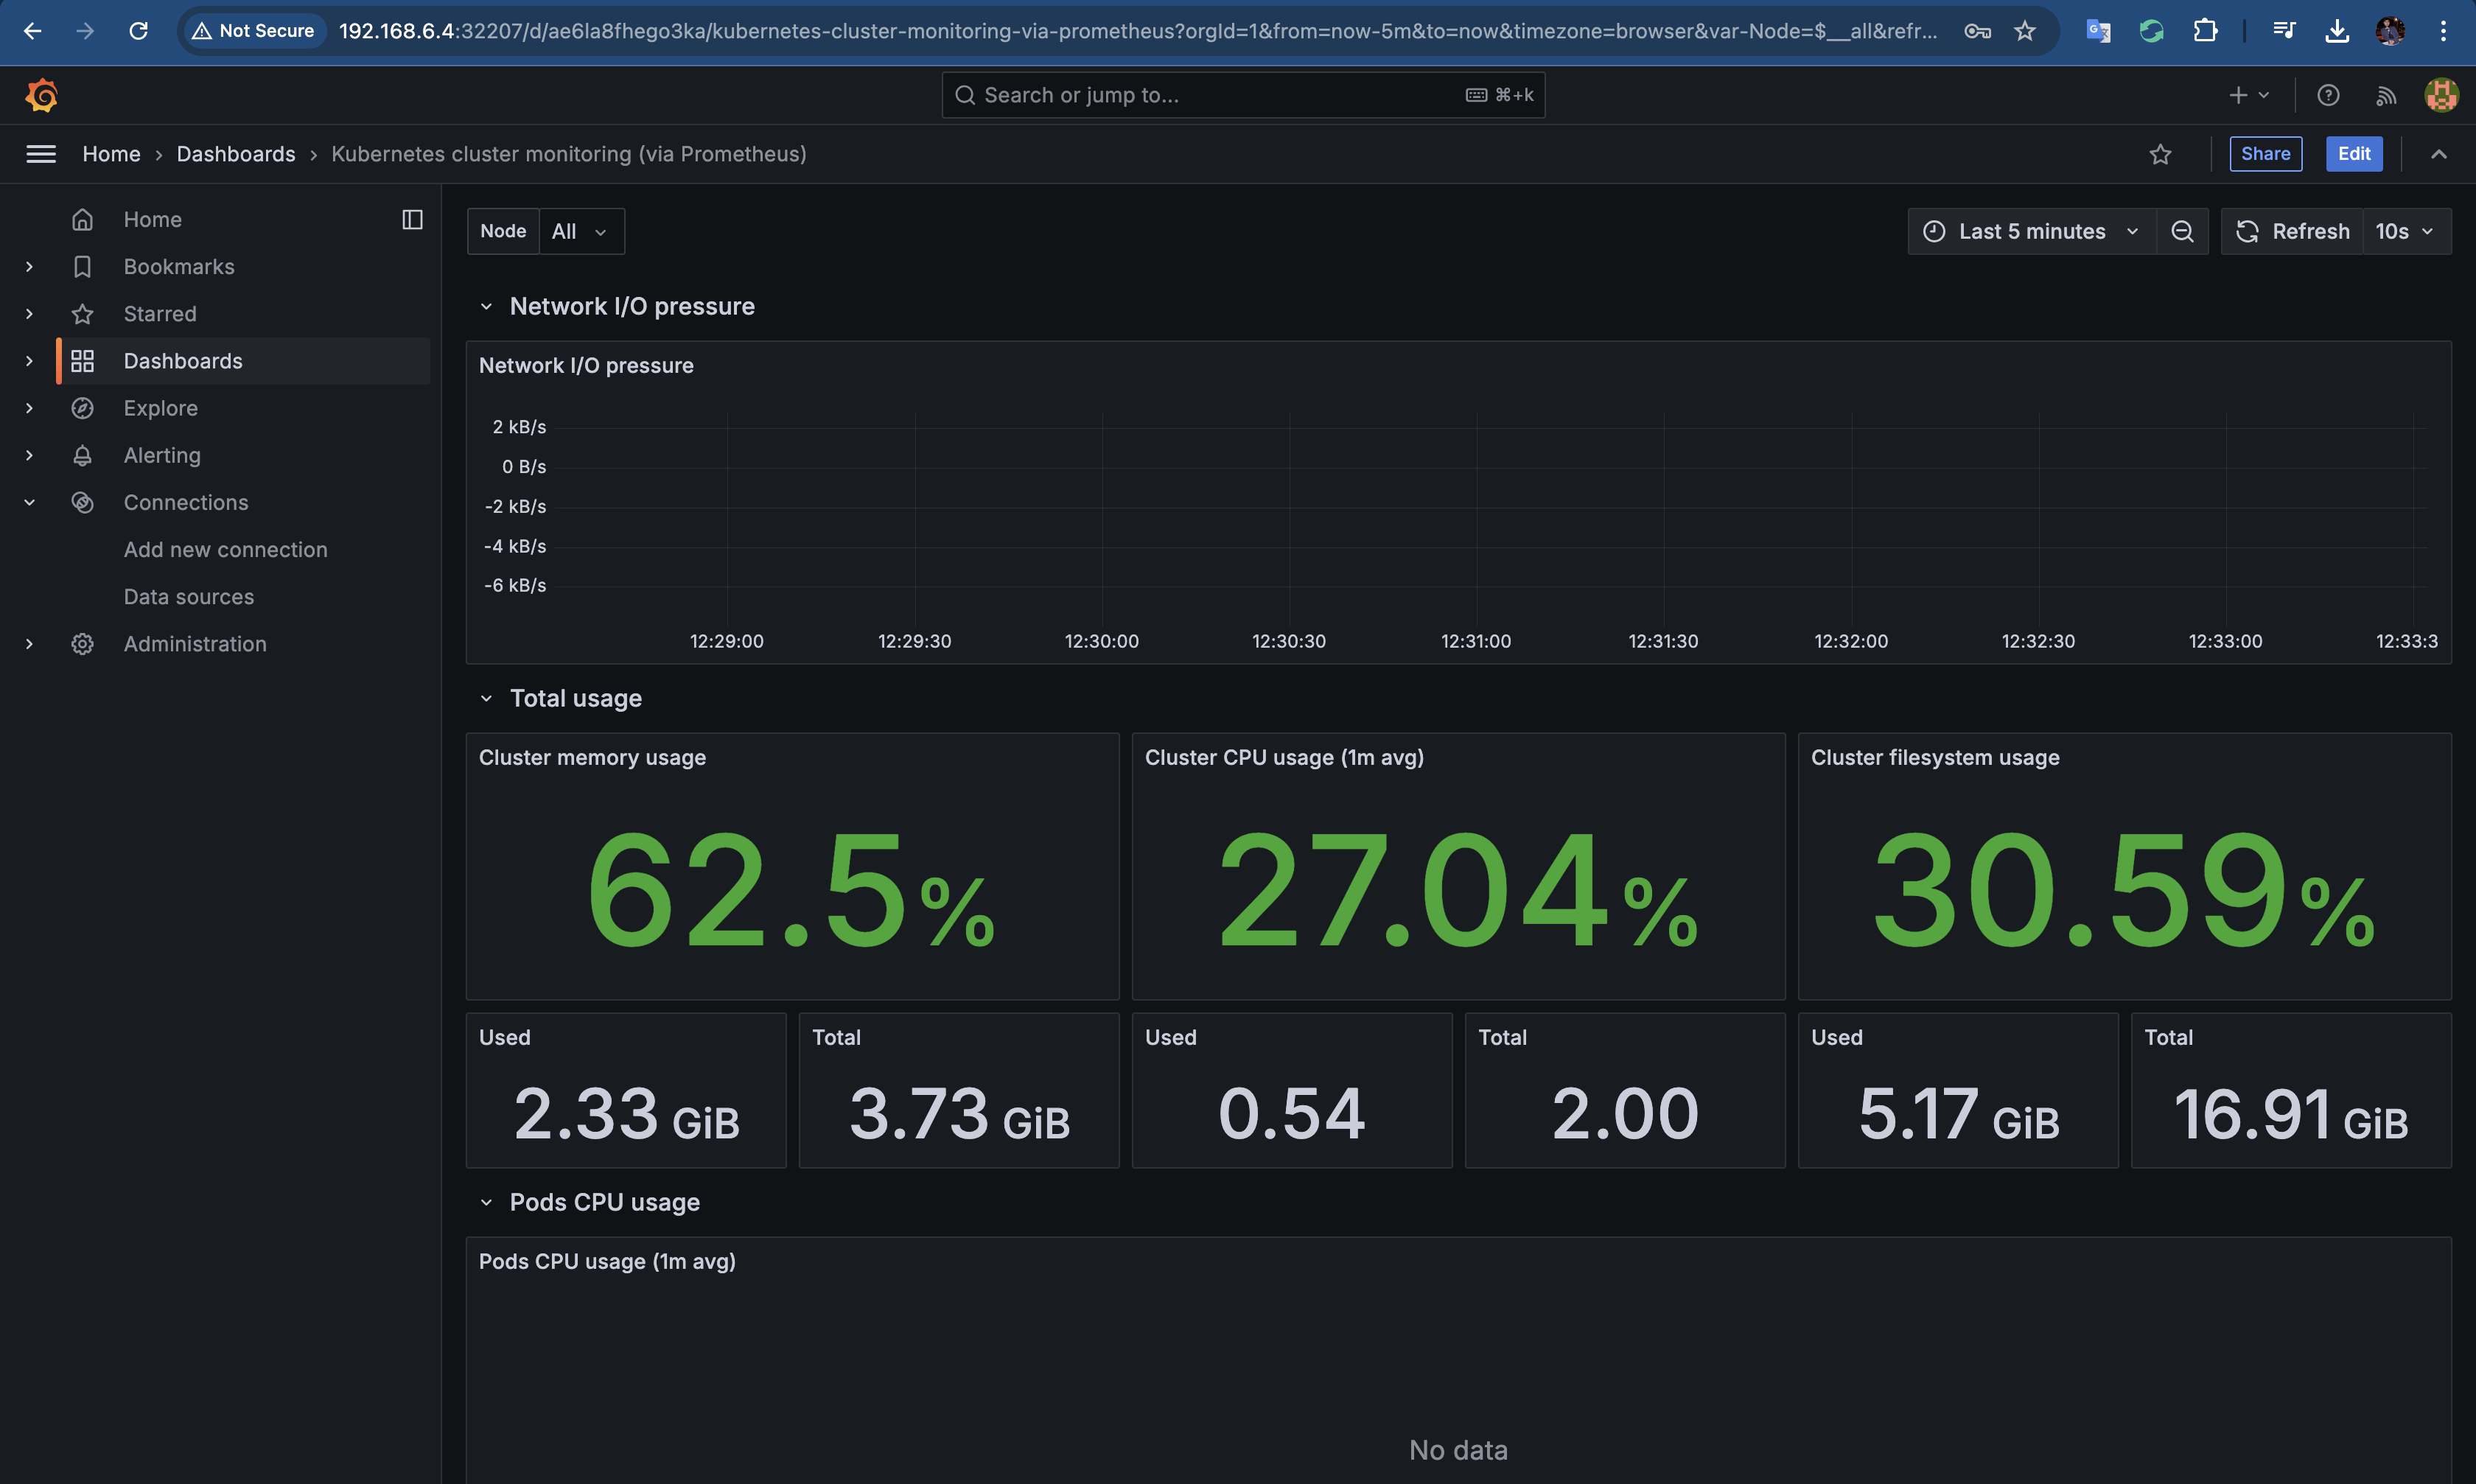 Not Secure 192.168.6.4:32207/d/ae6la8fhego3ka/kubernetes-cluster-monitoring-via-prometheus?orgId=1&from=now-5m&to=now&timezone=browser&var-Node=$__all&refr...
Search or jump to... ⌘+k
Home › Dashboards › Kubernetes cluster monitoring (via Prometheus) Share Edit
Home
Bookmarks
Starred
Dashboards
Explore
Alerting
Connections
Add new connection
Data sources
Administration
Node All Last 5 minutes Refresh 10s
Network I/O pressure
Network I/O pressure
2 kB/s
0 B/s
-2 kB/s
-4 kB/s
-6 kB/s
12:29:00 12:29:30 12:30:00 12:30:30 12:31:00 12:31:30 12:32:00 12:32:30 12:33:00 12:33:3
Total usage
Cluster memory usage Cluster CPU usage (1m avg) Cluster filesystem usage
62.5% 27.04% 30.59%
Used Total Used Total Used Total
2.33 GiB 3.73 GiB 0.54 2.00 5.17 GiB 16.91 GiB
Pods CPU usage
Pods CPU usage (1m avg)
No data